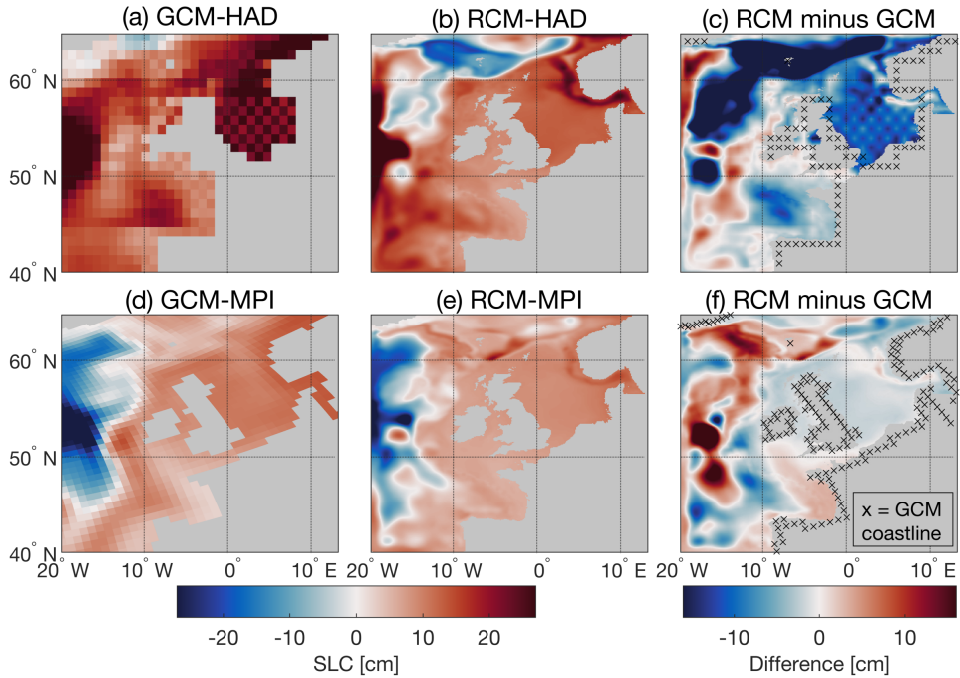 (a) GCM-HAD
(b) RCM-HAD
(c) RCM minus GCM
60° N
50° N
40° N
(d) GCM-MPI
(e) RCM-MPI
(f) RCM minus GCM
60° N
50° N
40° N
x = GCM
coastline
20° W 10° W 0° 10° E
20° W 10° W 0° 10° E
20° W 10° W 0° 10° E
-20 -10 0 10 20
SLC [cm]
-10 0 10
Difference [cm]